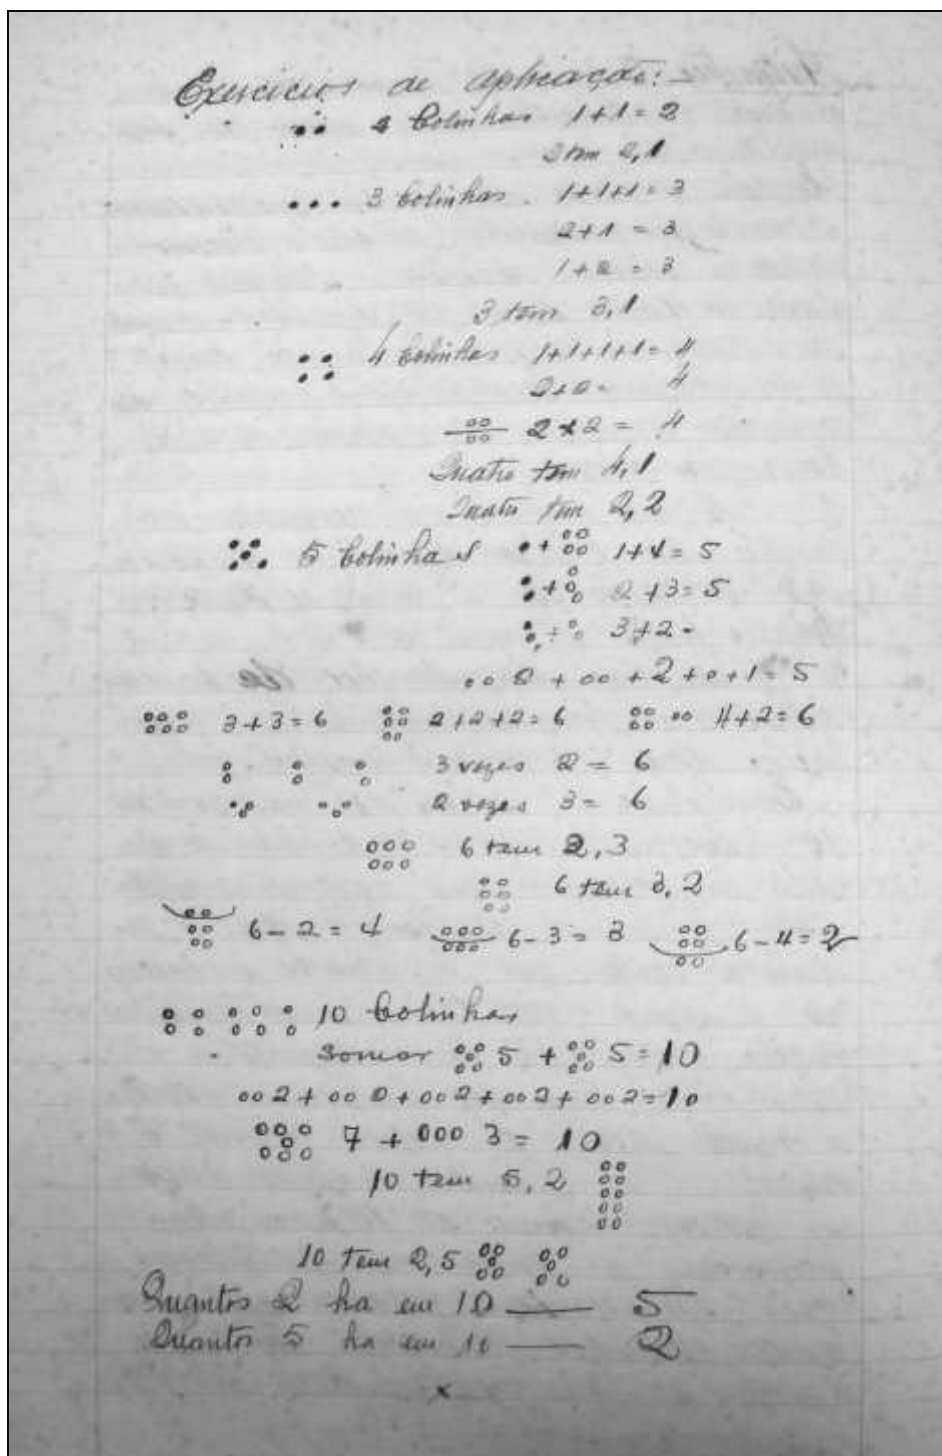 Exercicios de aplicação:-
2 bolinhas 1+1=2
2 tem 2,1
3 bolinhas. 1+1+1=3
2+1 = 3
1+2 = 3
3 tem 3,1
4 bolinhas 1+1+1+1= 4
2+2= 4
2+2= 4
Quatro tem 4,1
Quatro tem 2,2
5 bolinhas + 1+4=5
+ 2+3=5
+ 3+2-
2 + + 2 + + 1 = 5
3+3=6 2+2+2=6 4+2=6
3 vezes 2 = 6
2 vezes 3= 6
6 tem 2,3
6 tem 3,2
6-2=4 6-3=3 6-4=2
10 bolinhas
Somar 5 + 5=10
2+ 2+ 2+ 2+ 2=10
7 + 3 = 10
10 tem 5,2
10 tem 2,5
Quantos 2 ha em 10 — 5
Quantos 5 ha em 10 — 2
x